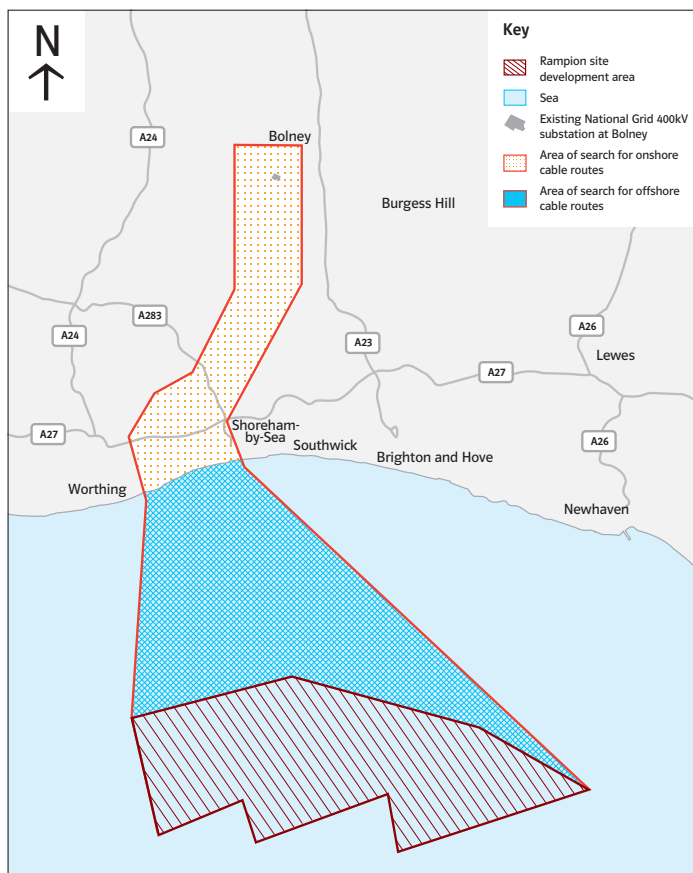 N
Key
Rampion site
development area
Sea
Existing National Grid 400kV
substation at Bolney
Area of search for onshore
cable routes
Area of search for offshore
cable routes
A24
Bolney
Burgess Hill
A283
A24
A23
A26
Lewes
A27
A27
Shoreham-
by-Sea
Southwick
Brighton and Hove
A26
Worthing
Newhaven